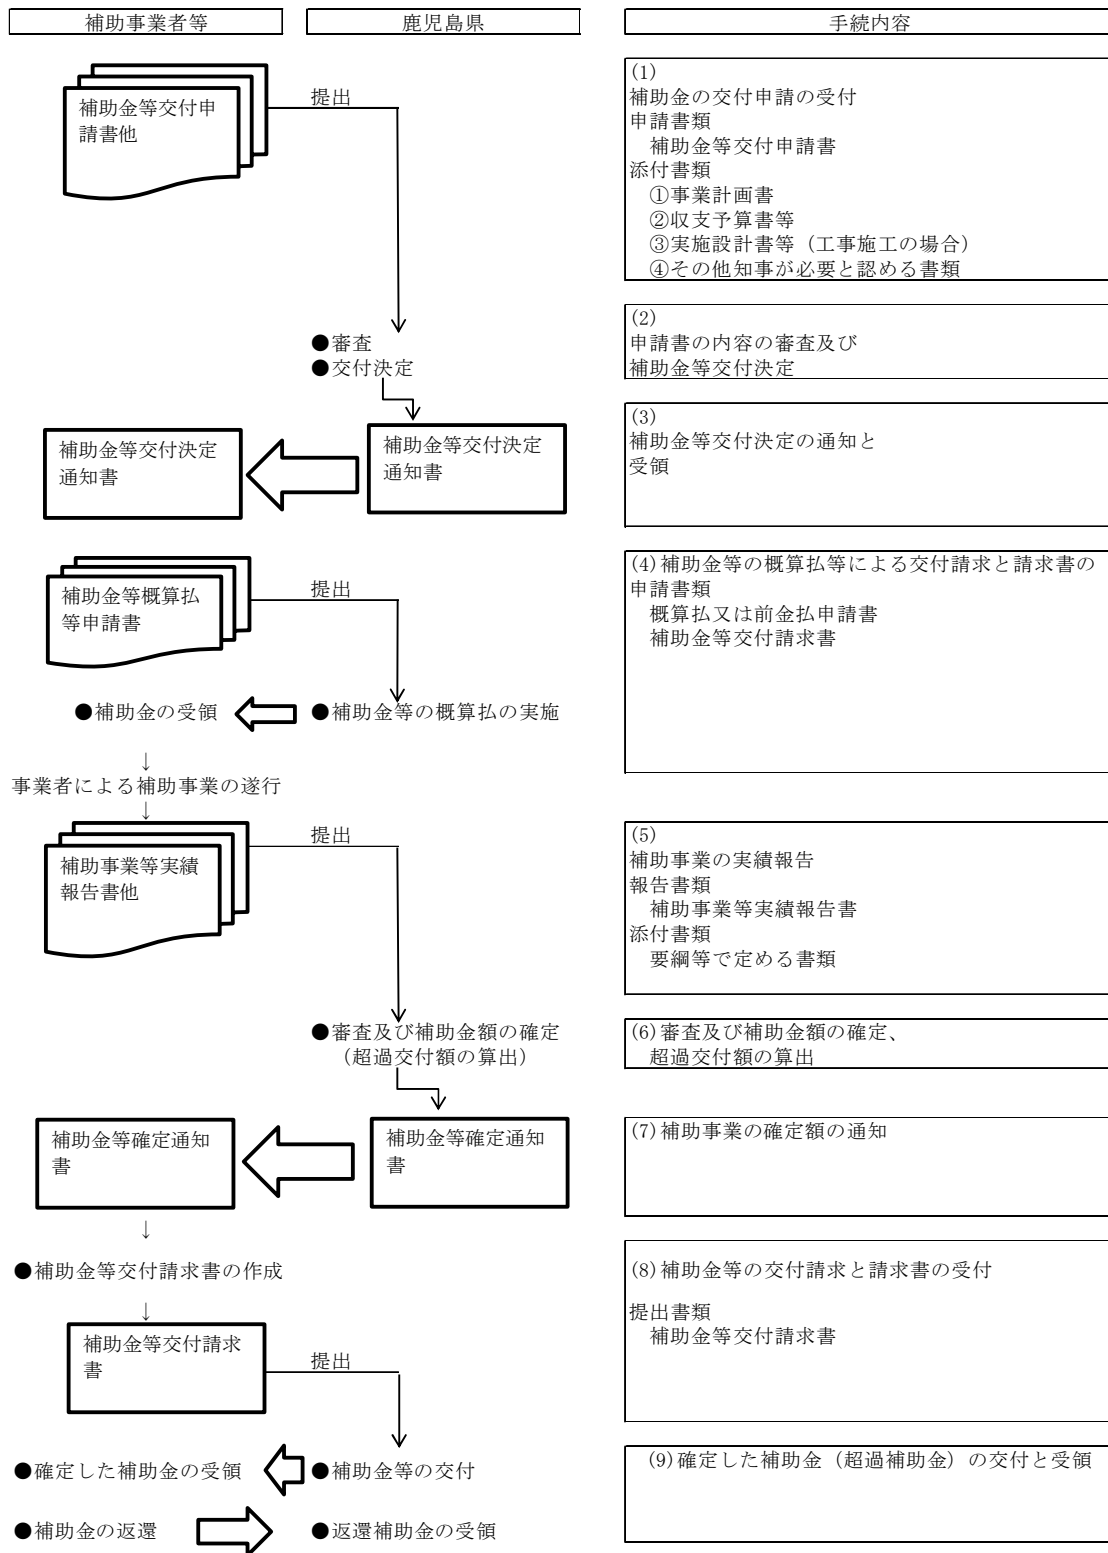 補助事業者等
鹿児島県
手続内容
補助金等交付申
請書他
提出
(1)
補助金の交付申請の受付
申請書類
補助金等交付申請書
添付書類
①事業計画書
②収支予算書等
③実施設計書等（工事施工の場合）
④その他知事が必要と認める書類
●審査
●交付決定
(2)
申請書の内容の審査及び
補助金等交付決定
補助金等交付決定
通知書
補助金等交付決定
通知書
(3)
補助金等交付決定の通知と
受領
補助金等概算払
等申請書
提出
●補助金の受領
●補助金等の概算払の実施
(4)補助金等の概算払等による交付請求と請求書の
申請書類
概算払又は前金払申請書
補助金等交付請求書
↓
事業者による補助事業の遂行
↓
補助事業等実績
報告書他
提出
(5)
補助事業の実績報告
報告書類
補助事業等実績報告書
添付書類
要綱等で定める書類
●審査及び補助金額の確定
（超過交付額の算出）
(6)審査及び補助金額の確定、
超過交付額の算出
補助金等確定通知
書
補助金等確定通知
書
(7)補助事業の確定額の通知
↓
●補助金等交付請求書の作成
↓
補助金等交付請求
書
提出
(8)補助金等の交付請求と請求書の受付
提出書類
補助金等交付請求書
●確定した補助金の受領
●補助金等の交付
●補助金の返還
●返還補助金の受領
(9)確定した補助金（超過補助金）の交付と受領